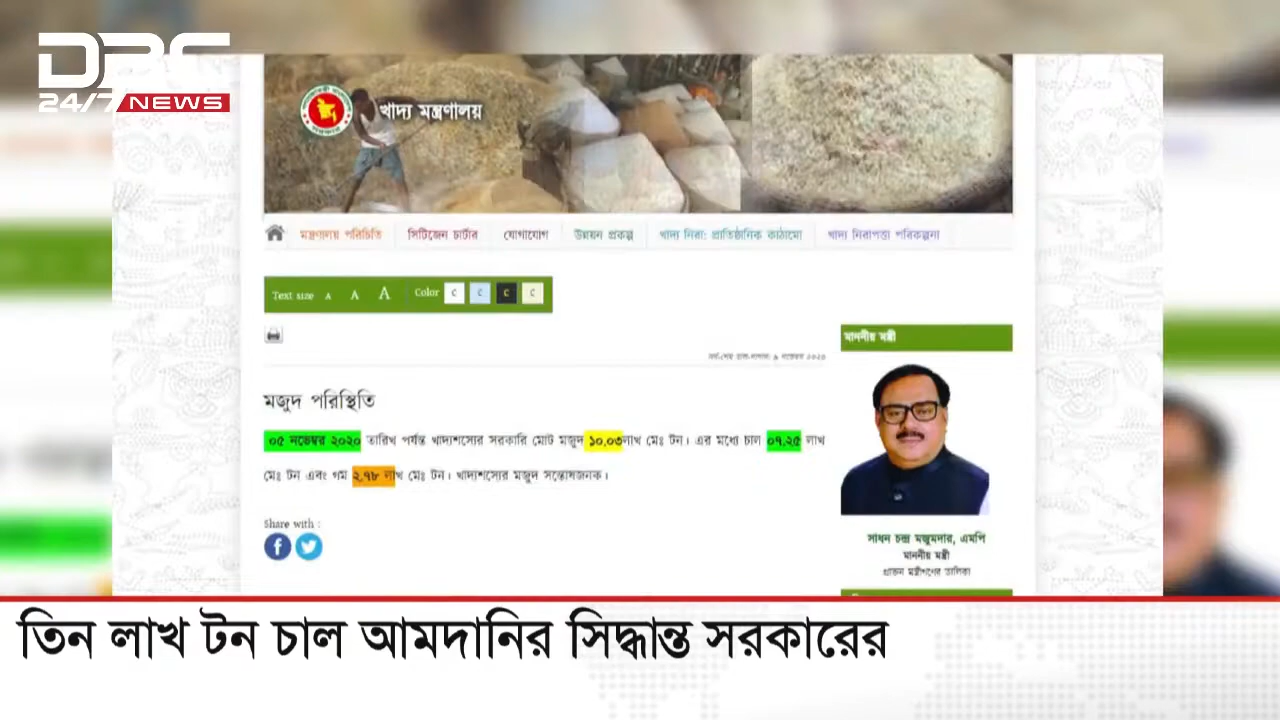 DBC
24/7 NEWS
খাদ্য মন্ত্রণালয়
মন্ত্রণালয় পরিচিতি সিটিজেন চার্টার যোগাযোগ উন্নয়ন প্রকল্প খাদ্য নিরা: প্রাতিষ্ঠানিক কাঠামো খাদ্য নিরাপত্তা পরিকল্পনা
Text size A A A Color C C C C
মাননীয় মন্ত্রী
মজুদ পরিস্থিতি
০৫ নভেম্বর ২০২০ তারিখ পর্যন্ত খাদ্যশস্যের সরকারি মোট মজুদ ১০.০৩লাখ মেঃ টন। এর মধ্যে চাল ০৭.২৫ লাখ
মেঃ টন এবং গম ২.৭৮ লাখ মেঃ টন। খাদ্যশস্যের মজুদ সন্তোষজনক।
Share with :
সাধন চন্দ্র মজুমদার, এমপি
মাননীয় মন্ত্রী
প্রাক্তন মন্ত্রীগণের তালিকা
তিন লাখ টন চাল আমদানির সিদ্ধান্ত সরকারের